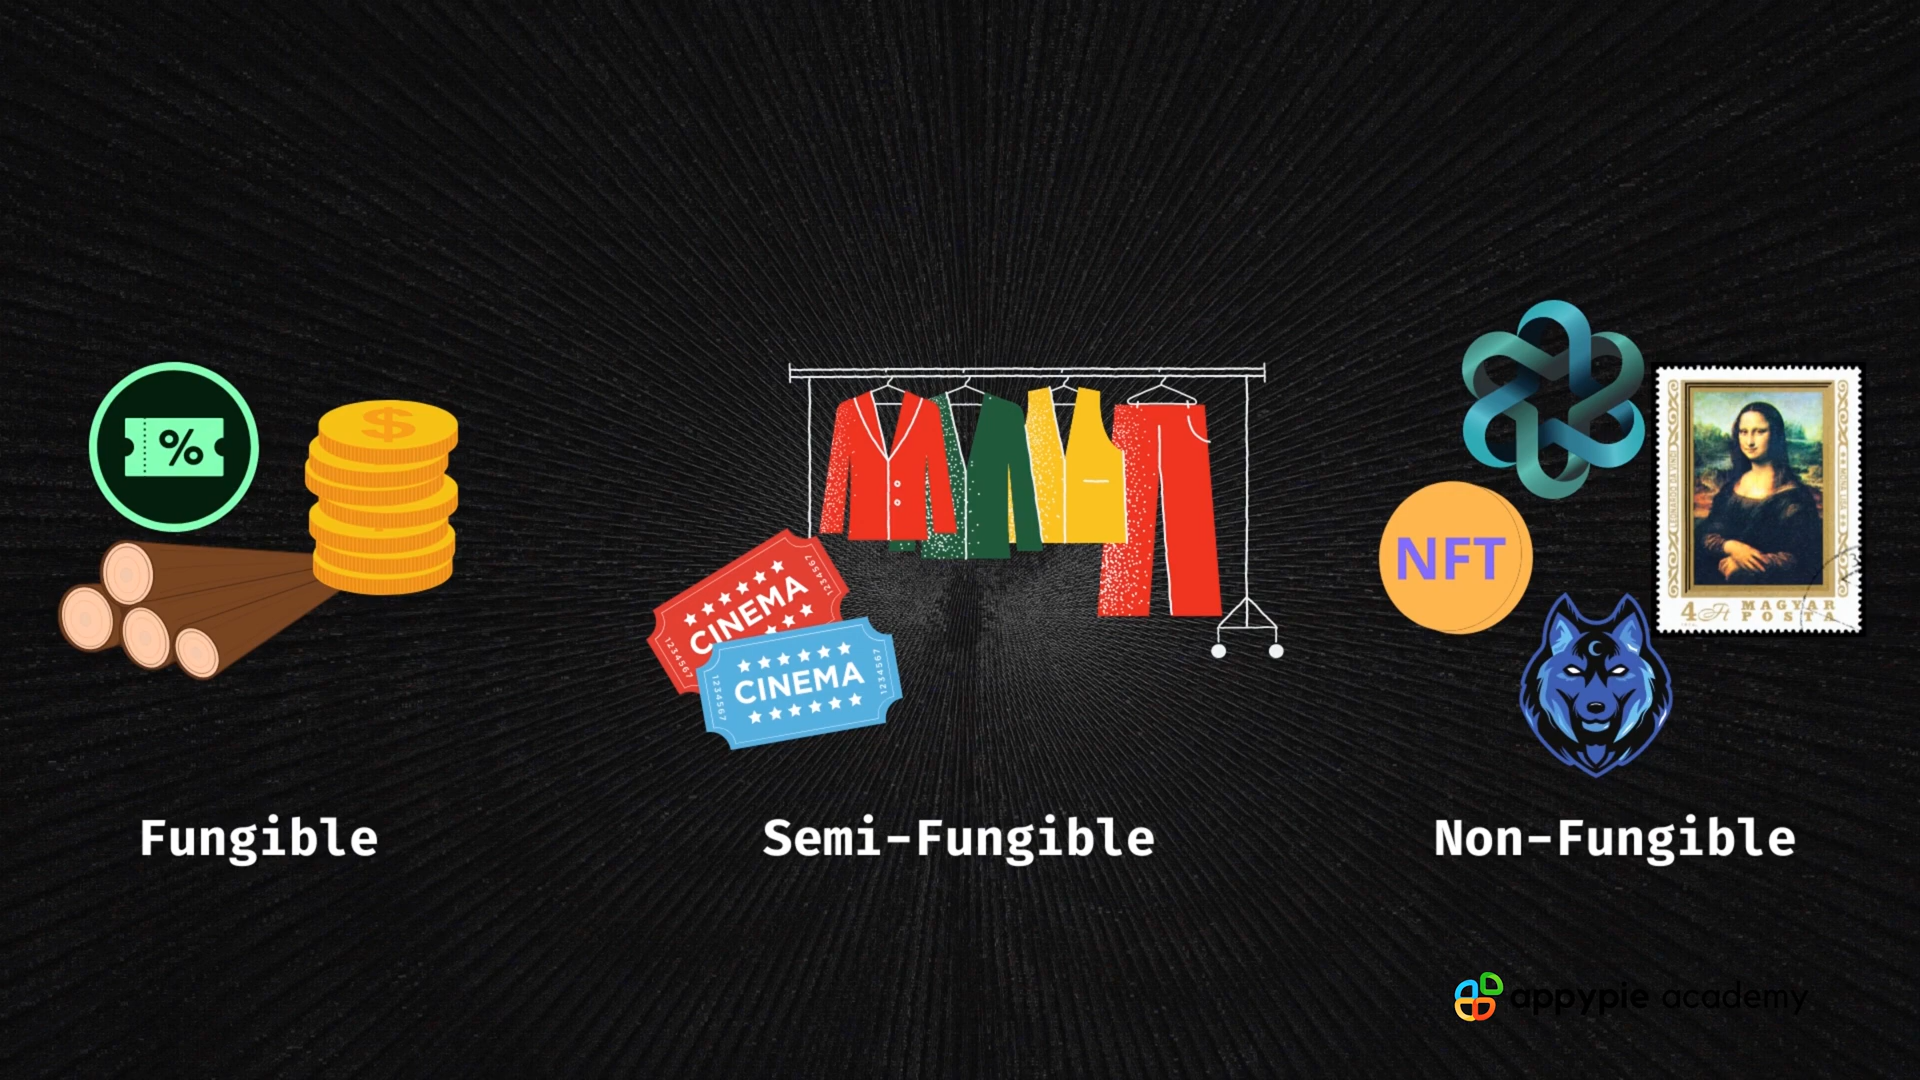 %
$
CINEMA
1234567
1234567
CINEMA
1234567
1234567
NFT
4 Ft MAGYAR
POSTA
Fungible
Semi-Fungible
Non-Fungible
appypie academy